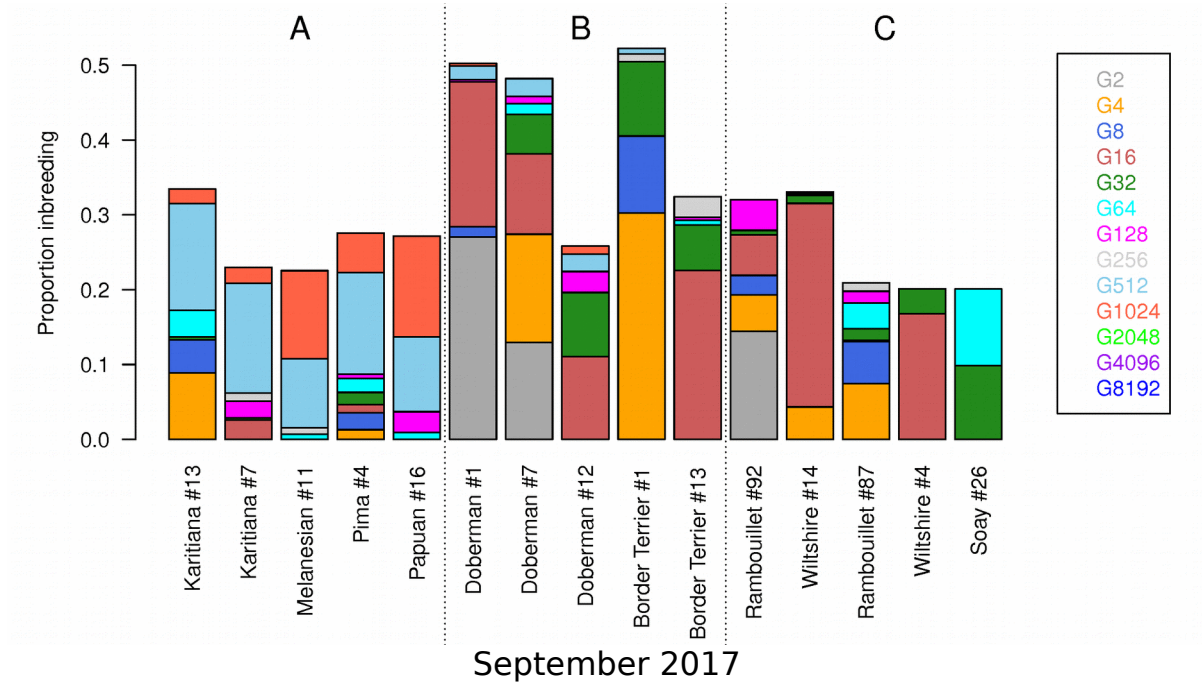 A B C
Proportion inbreeding
0.5
0.4
0.3
0.2
0.1
0.0
G2
G4
G8
G16
G32
G64
G128
G256
G512
G1024
G2048
G4096
G8192
Karitiana #13
Karitiana #7
Melanesian #11
Pima #4
Papuan #16
Doberman #1
Doberman #7
Doberman #12
Border Terrier #1
Border Terrier #13
Rambouillet #92
Wiltshire #14
Rambouillet #87
Wiltshire #4
Soay #26
September 2017